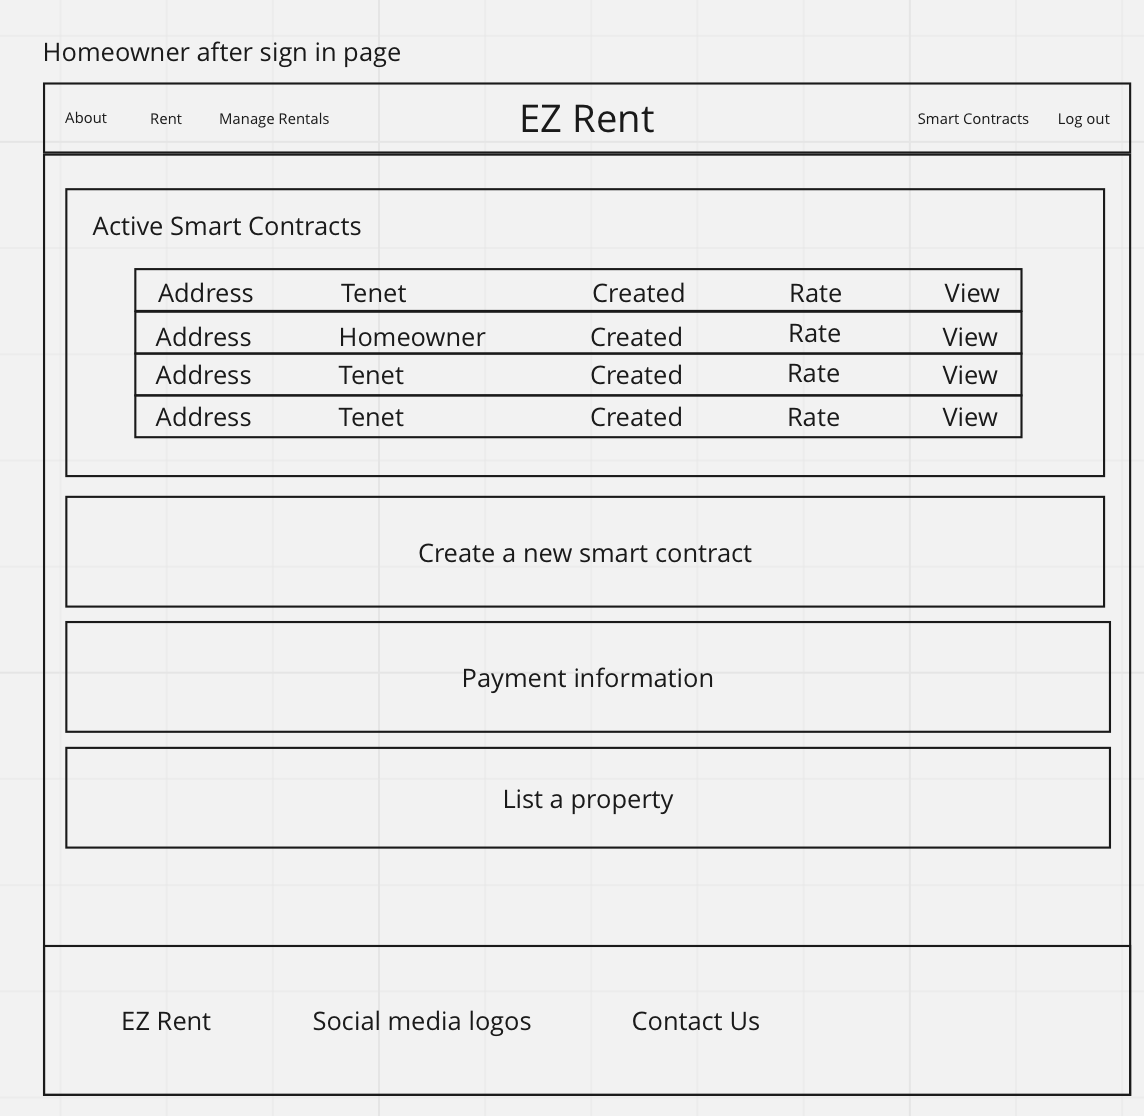 Homeowner after sign in page
About Rent Manage Rentals EZ Rent Smart Contracts Log out
Active Smart Contracts
Address Tenet Created Rate View
Address Homeowner Created Rate View
Address Tenet Created Rate View
Address Tenet Created Rate View
Create a new smart contract
Payment information
List a property
EZ Rent Social media logos Contact Us